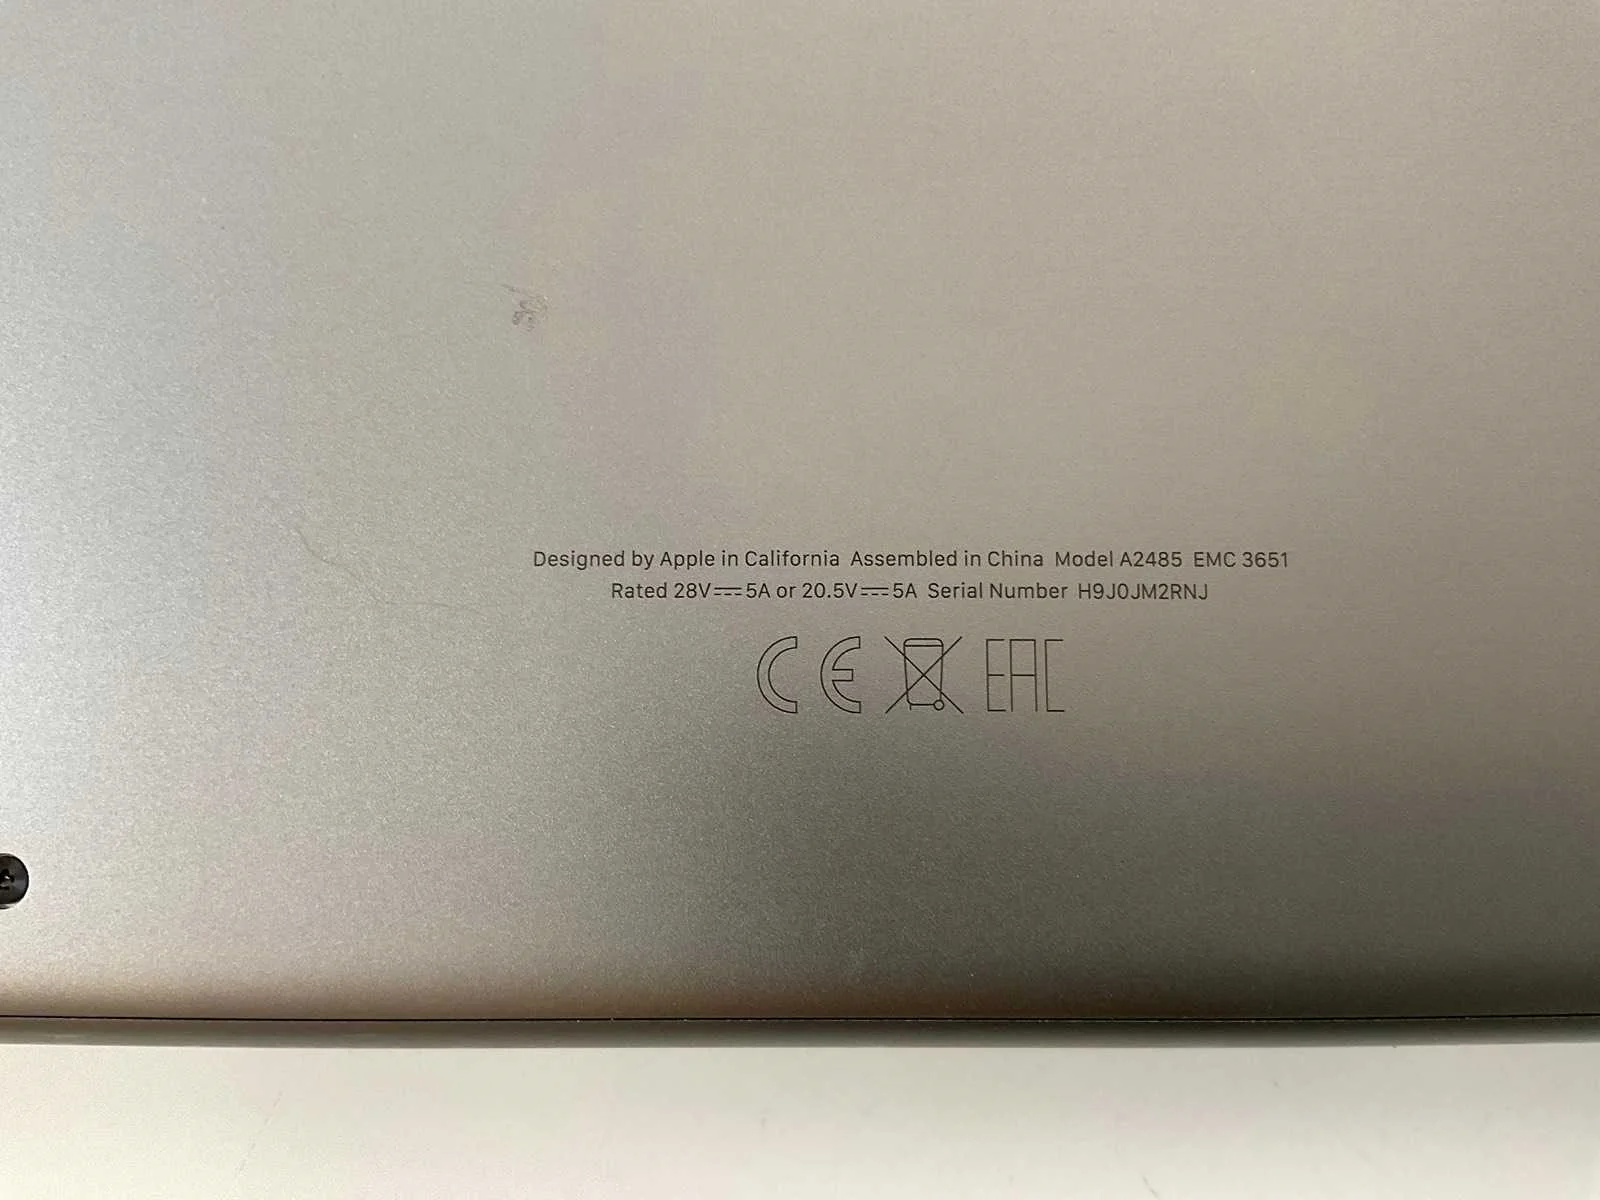 Designed by Apple in California Assembled in China Model A2485 EMC 3651
Rated 28V⎓5A or 20.5V⎓5A Serial Number H9J0JM2RNJ
CE EAC